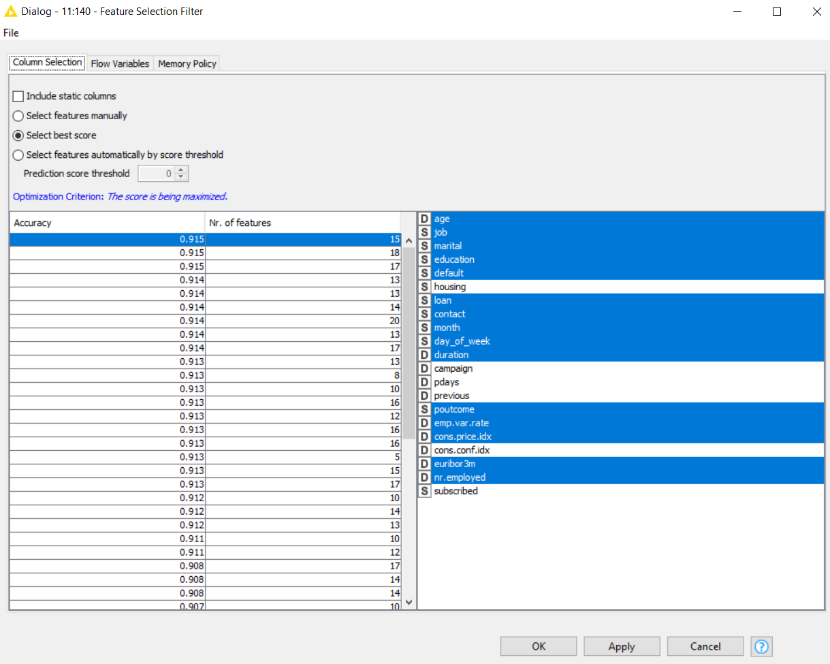 Dialog - 11:140 - Feature Selection Filter
File
Column Selection Flow Variables Memory Policy
Include static columns
Select features manually
Select best score
Select features automatically by score threshold
Prediction score threshold 0
Optimization Criterion: The score is being maximized.
Accuracy Nr. of features
0.915 15
0.915 18
0.915 17
0.914 13
0.914 13
0.914 14
0.914 20
0.914 13
0.914 17
0.913 13
0.913 8
0.913 10
0.913 16
0.913 12
0.913 16
0.913 16
0.913 5
0.913 15
0.913 17
0.912 10
0.912 14
0.912 13
0.911 10
0.911 12
0.908 17
0.908 14
0.908 14
0.907 10
D age
S job
S marital
S education
S default
S housing
S loan
S contact
S month
S day_of_week
D duration
D campaign
D pdays
D previous
S poutcome
D emp.var.rate
D cons.price.idx
D cons.conf.idx
D euribor3m
D nr.employed
S subscribed
OK Apply Cancel ?